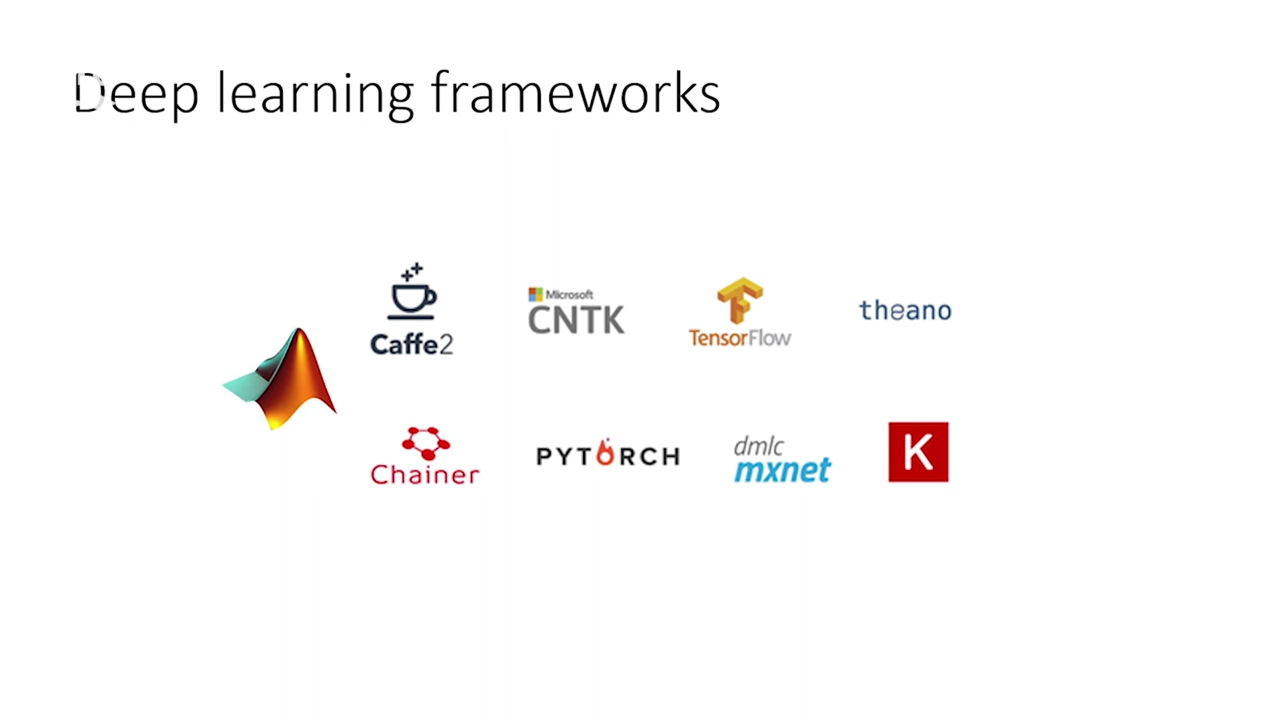 Deep learning frameworks
Caffe2
Microsoft
CNTK
TensorFlow
theano
Chainer
PYTORCH
dmlc
mxnet
K